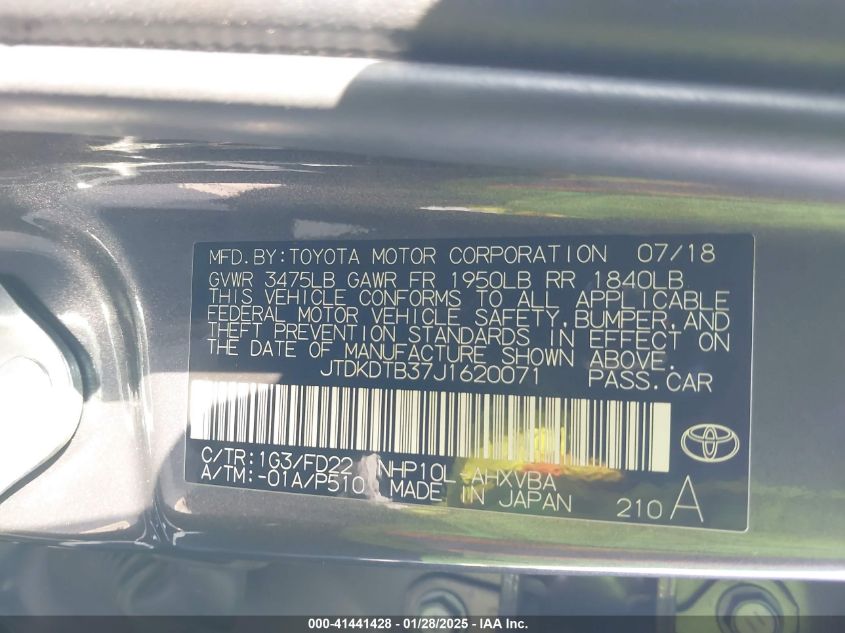 MFD.BY:TOYOTA MOTOR CORPORATION 07/18
GVWR 3475LB GAWR FR 1950LB RR 1840LB
THIS VEHICLE CONFORMS TO ALL APPLICABLE
FEDERAL MOTOR VEHICLE SAFETY,BUMPER,AND
THEFT PREVENTION STANDARDS IN EFFECT ON
THE DATE OF MANUFACTURE SHOWN ABOVE.
JTDKDTB37J1620071 PASS.CAR
C/TR:1G3/FD22 NHP10L-AHXVBA
A/TM:-01A/P510 MADE IN JAPAN 210 A
000-41441428 | 01/28/2025 - IAA Inc.